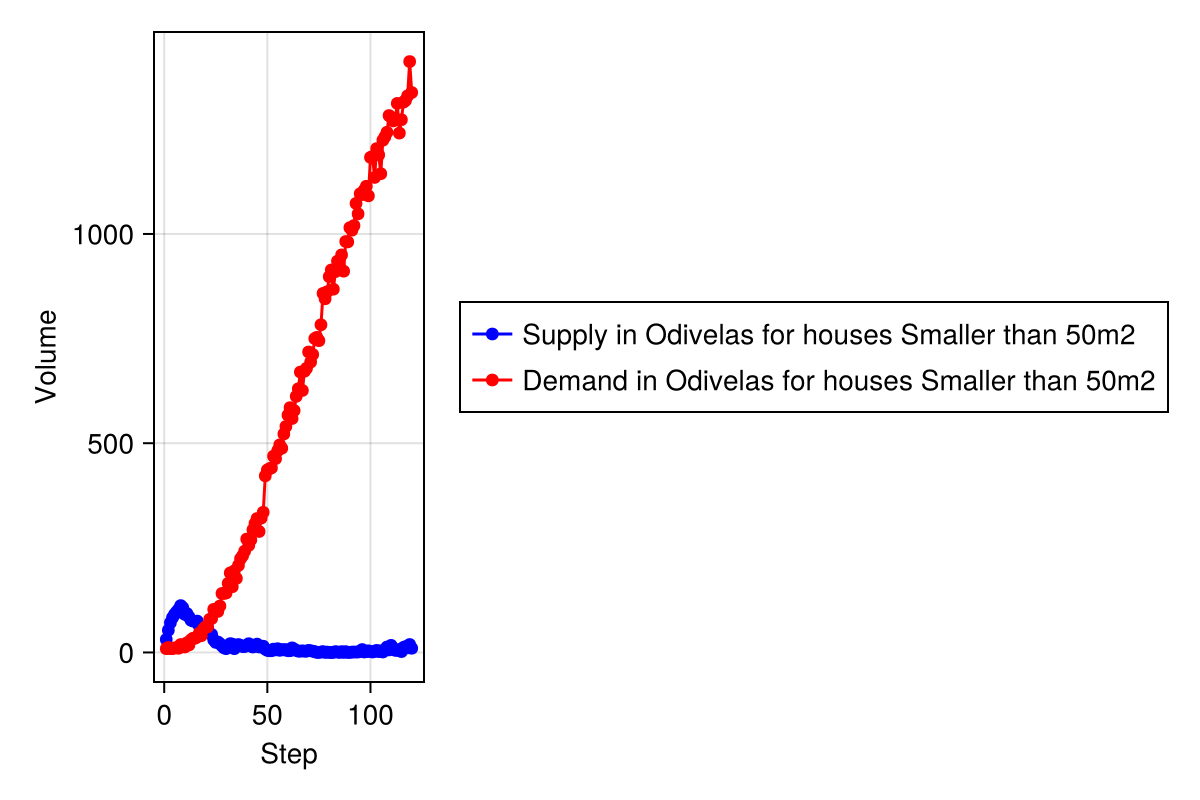 Volume
1000
500
0
0
50
100
Step
Supply in Odivelas for houses Smaller than 50m2
Demand in Odivelas for houses Smaller than 50m2